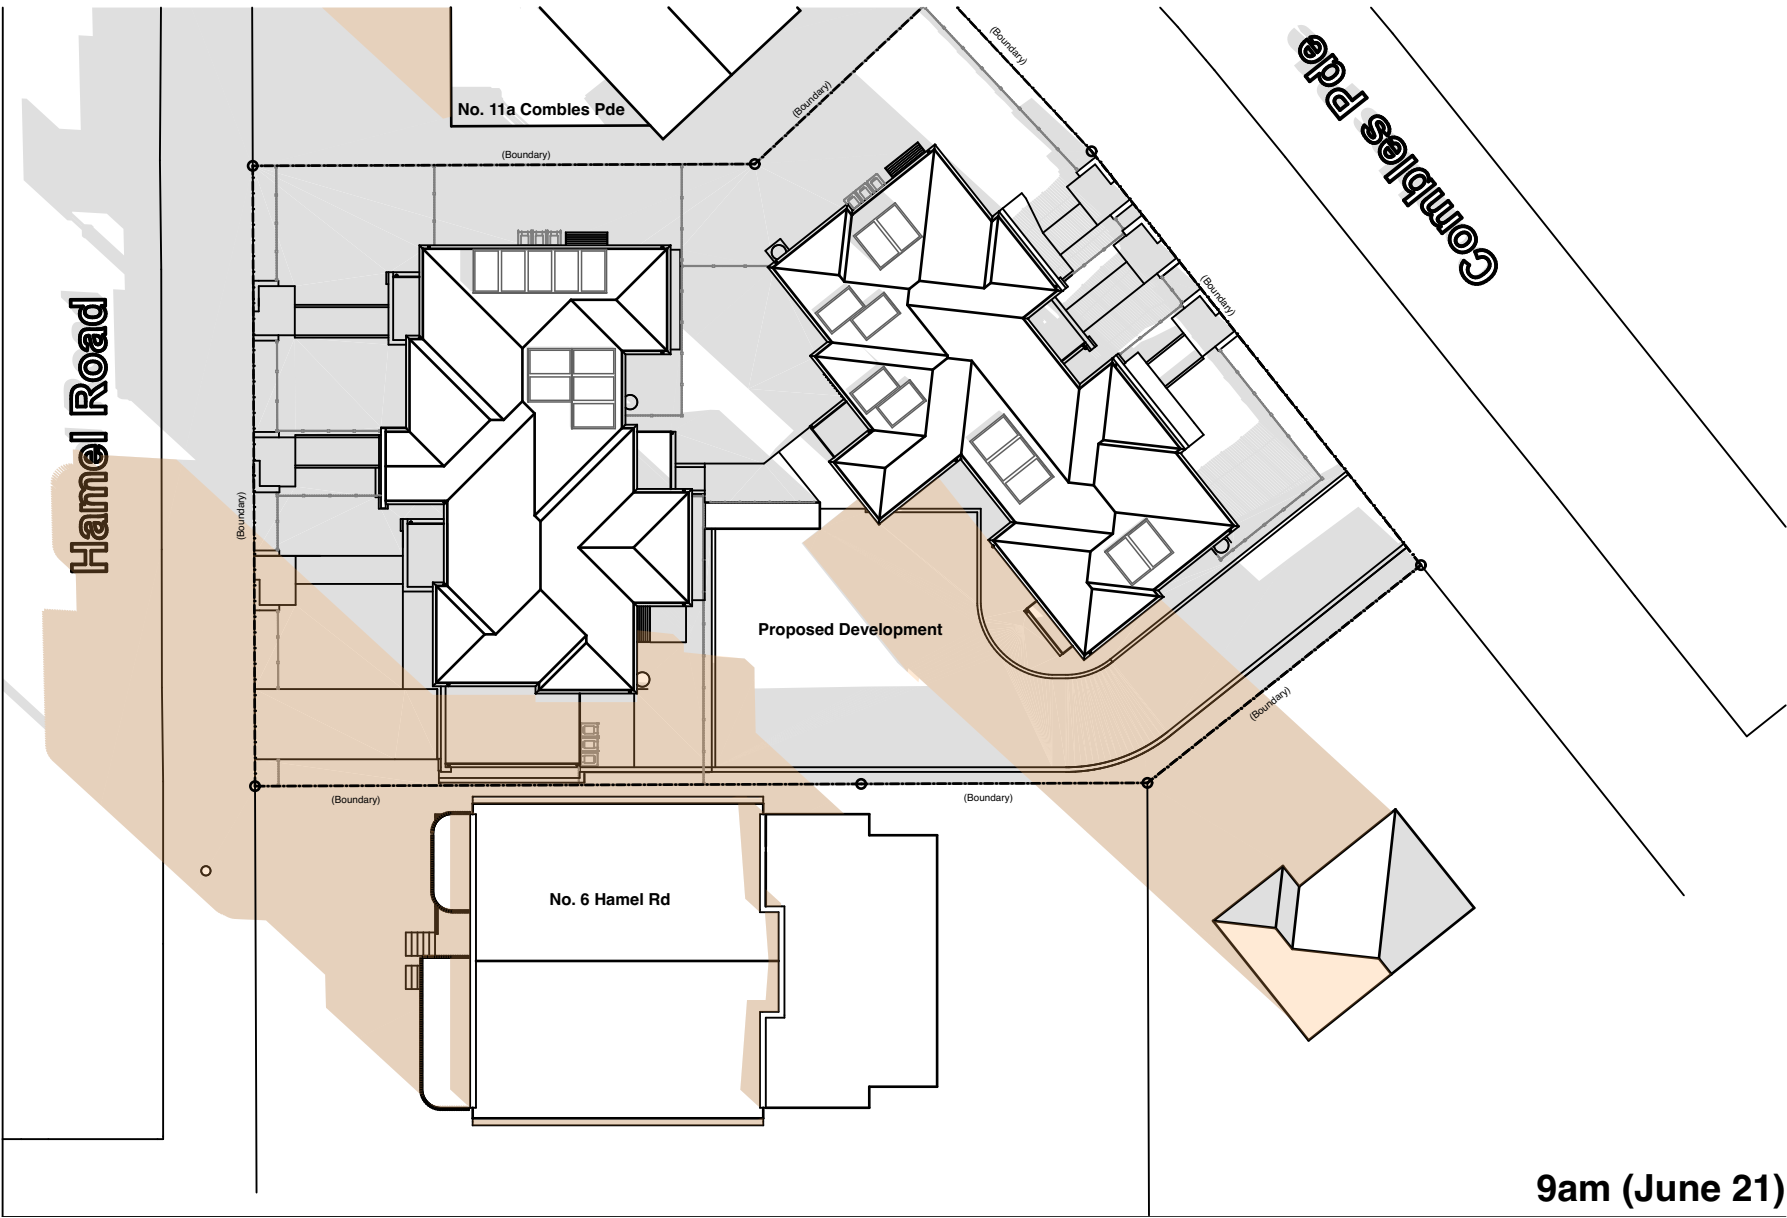 (Boundary)
Combles Pde
(Boundary)
No. 11a Combles Pde
(Boundary)
(Boundary)
Hamel Road
(Boundary)
Proposed Development
(Boundary)
(Boundary)
(Boundary)
No. 6 Hamel Rd
9am (June 21)